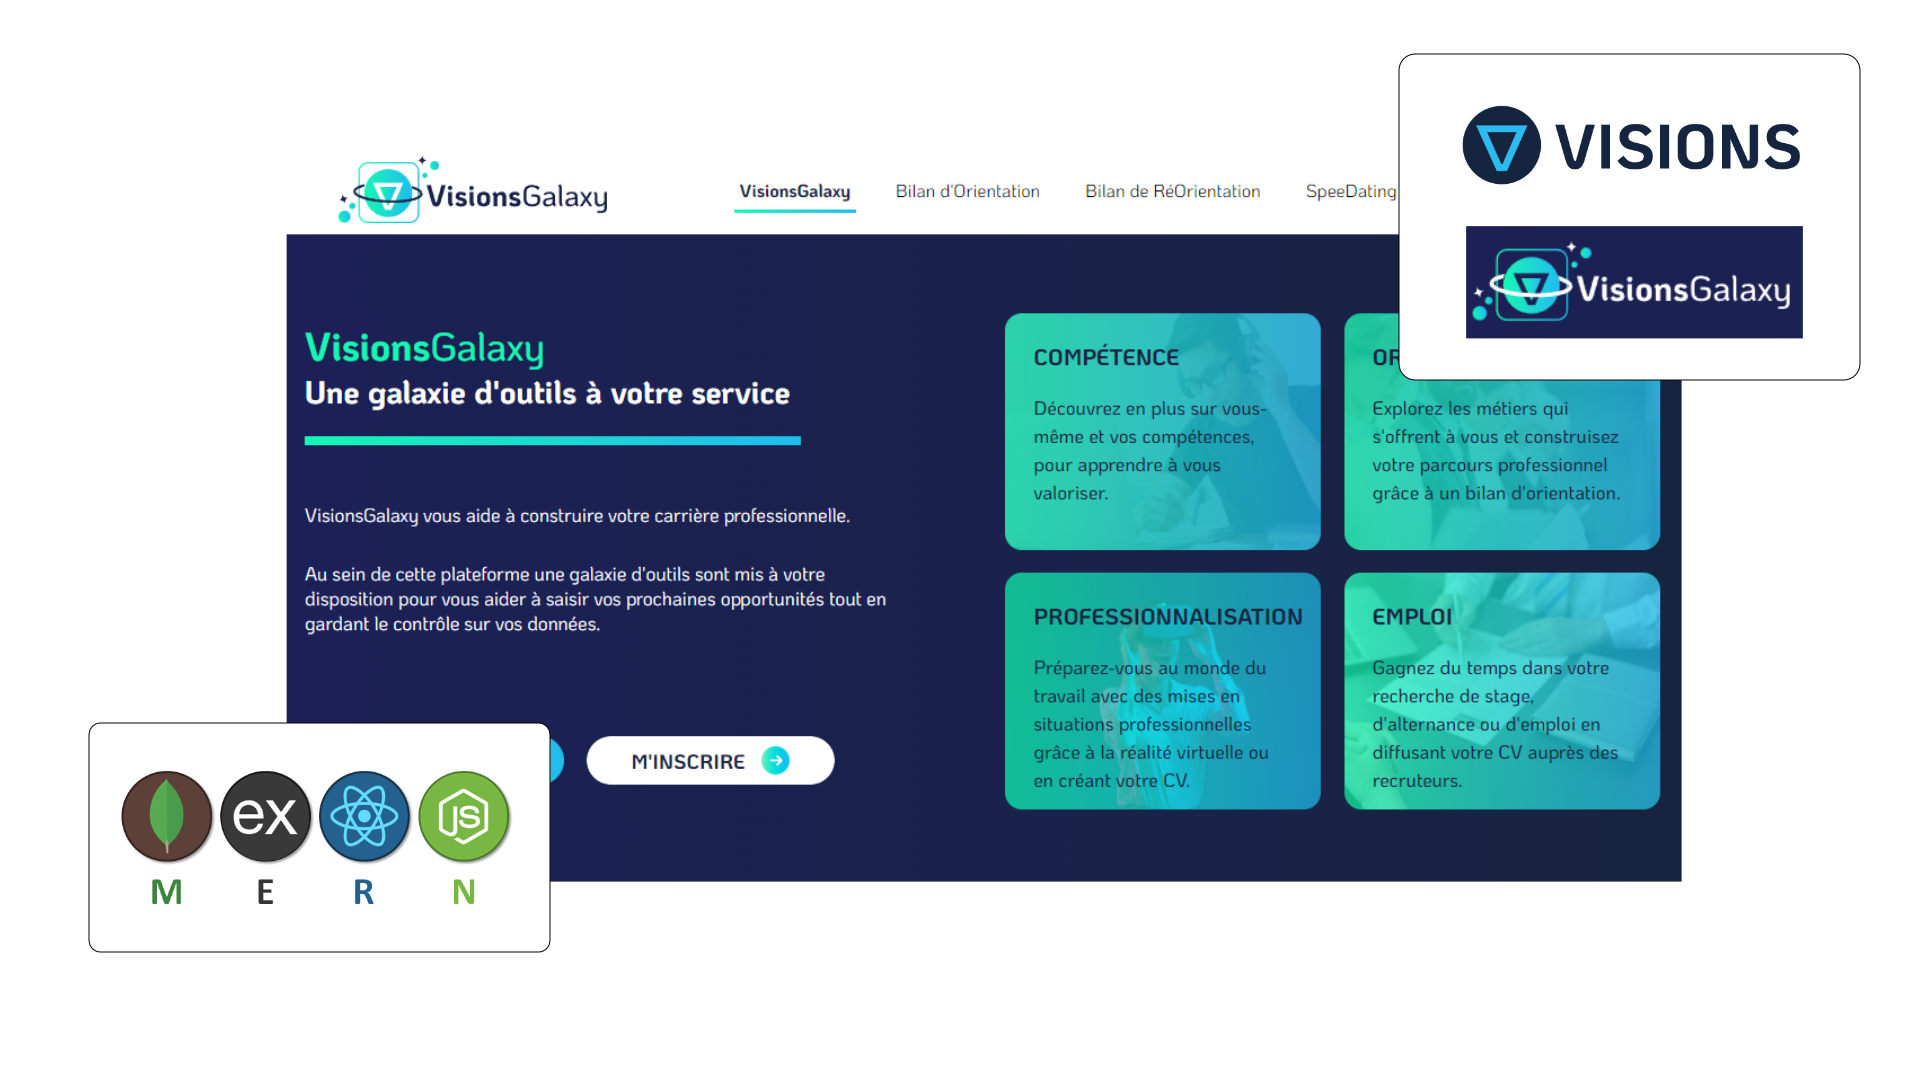 VISIONS
VisionsGalaxy
VisionsGalaxy
Bilan d'Orientation
Bilan de RéOrientation
SpeeDating
VisionsGalaxy
VisionsGalaxy
Une galaxie d'outils à votre service
VisionsGalaxy vous aide à construire votre carrière professionnelle.
Au sein de cette plateforme une galaxie d'outils sont mis à votre
disposition pour vous aider à saisir vos prochaines opportunités tout en
gardant le contrôle sur vos données.
M'INSCRIRE
COMPÉTENCE
Découvrez en plus sur vous-
même et vos compétences,
pour apprendre à vous
valoriser.
OR
Explorez les métiers qui
s'offrent à vous et construisez
votre parcours professionnel
grâce à un bilan d'orientation.
PROFESSIONNALISATION
Préparez-vous au monde du
travail avec des mises en
situations professionnelles
grâce à la réalité virtuelle ou
en créant votre CV.
EMPLOI
Gagnez du temps dans votre
recherche de stage,
d'alternance ou d'emploi en
diffusant votre CV auprès des
recruteurs.
ex
JS
M E R N